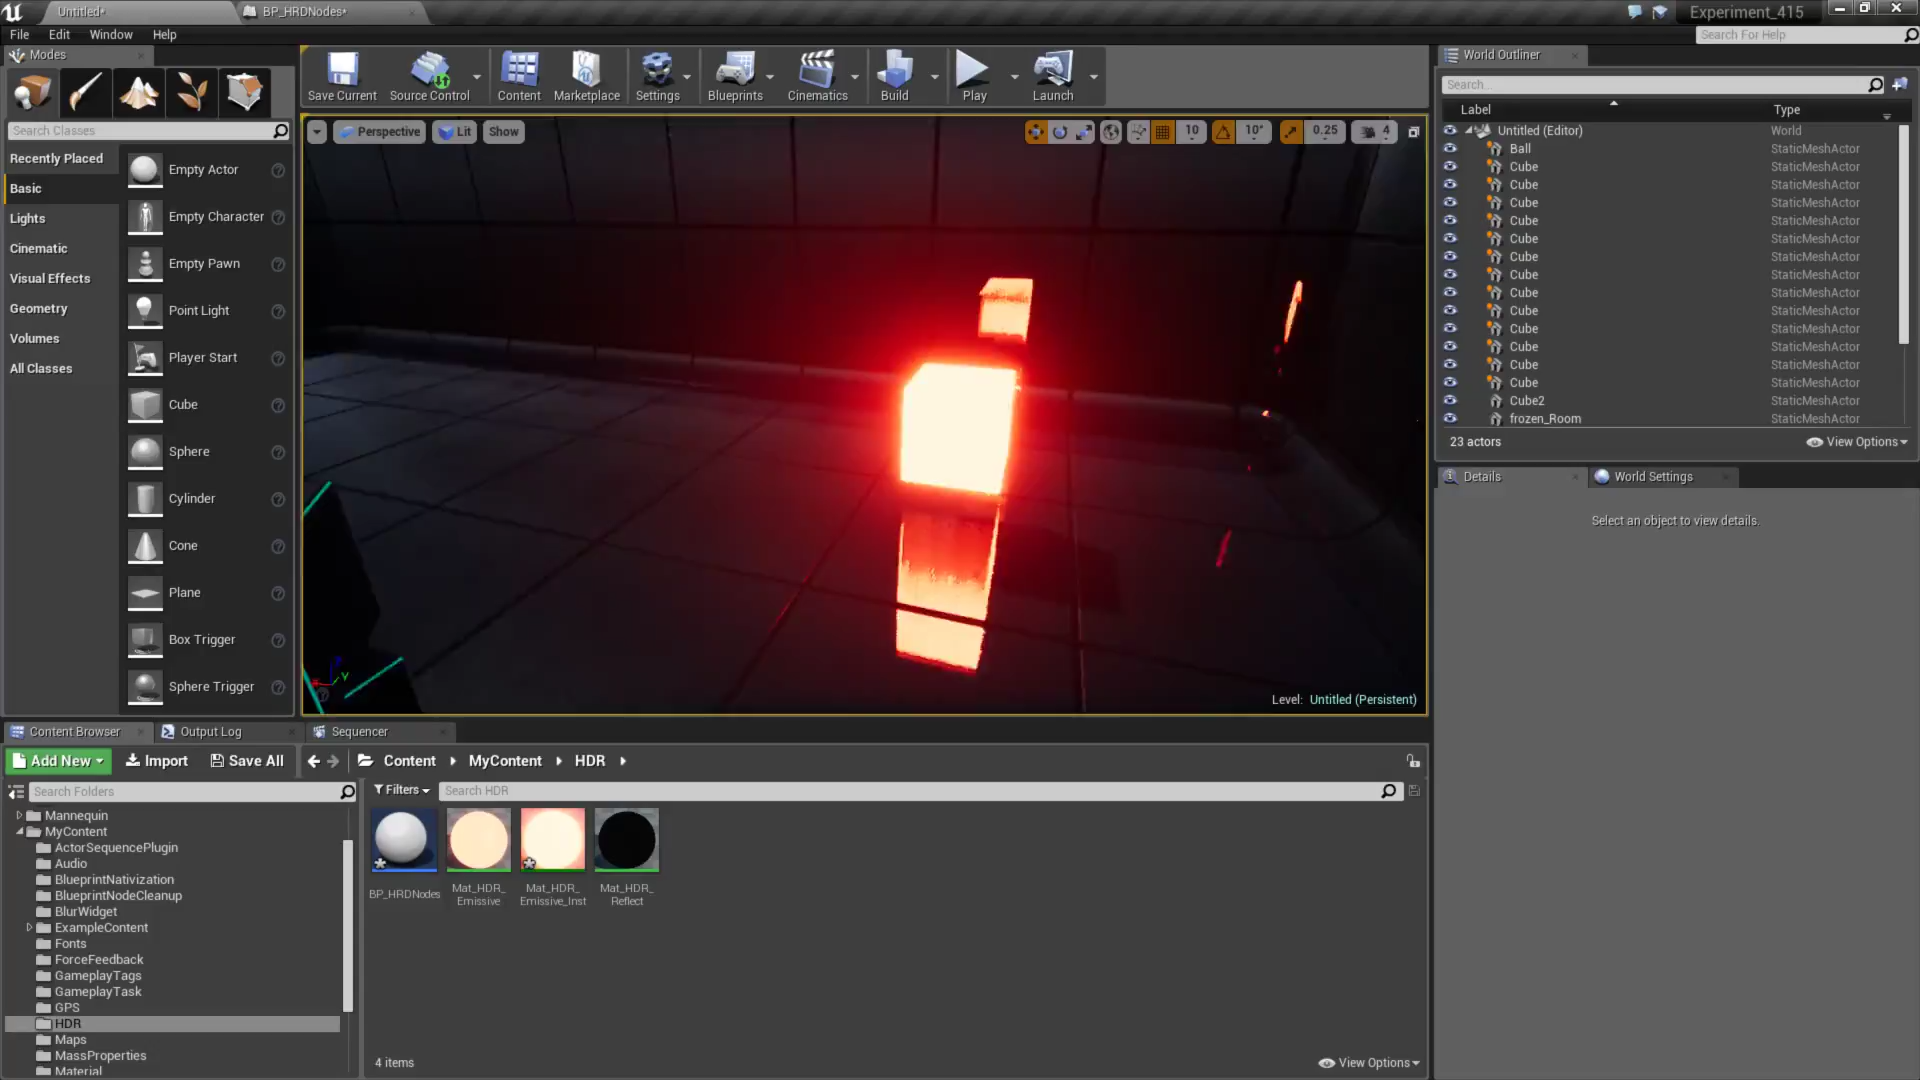 Untitled*
BP_HRDNodes*
Experiment_415
File Edit Window Help
Search For Help
Modes
Save Current
Source Control
Content
Marketplace
Settings
Blueprints
Cinematics
Build
Play
Launch
Search Classes
Recently Placed
Basic
Lights
Cinematic
Visual Effects
Geometry
Volumes
All Classes
Empty Actor
Empty Character
Empty Pawn
Point Light
Player Start
Cube
Sphere
Cylinder
Cone
Plane
Box Trigger
Sphere Trigger
Perspective
Lit
Show
10
10°
0.25
4
Y
Level: Untitled (Persistent)
World Outliner
Search...
Label Type
Untitled (Editor) World
Ball StaticMeshActor
Cube StaticMeshActor
Cube StaticMeshActor
Cube StaticMeshActor
Cube StaticMeshActor
Cube StaticMeshActor
Cube StaticMeshActor
Cube StaticMeshActor
Cube StaticMeshActor
Cube StaticMeshActor
Cube StaticMeshActor
Cube StaticMeshActor
Cube StaticMeshActor
Cube StaticMeshActor
Cube2 StaticMeshActor
frozen_Room StaticMeshActor
23 actors
View Options
Details
World Settings
Select an object to view details.
Content Browser
Output Log
Sequencer
Add New
Import
Save All
Content
MyContent
HDR
Search Folders
Filters
Search HDR
Mannequin
MyContent
ActorSequencePlugin
Audio
BlueprintNativization
BlueprintNodeCleanup
BlurWidget
ExampleContent
Fonts
ForceFeedback
GameplayTags
GameplayTask
GPS
HDR
Maps
MassProperties
Material
BP_HRDNodes
Mat_HDR_
Emissive
Mat_HDR_
Emissive_Inst
Mat_HDR_
Reflect
4 items
View Options